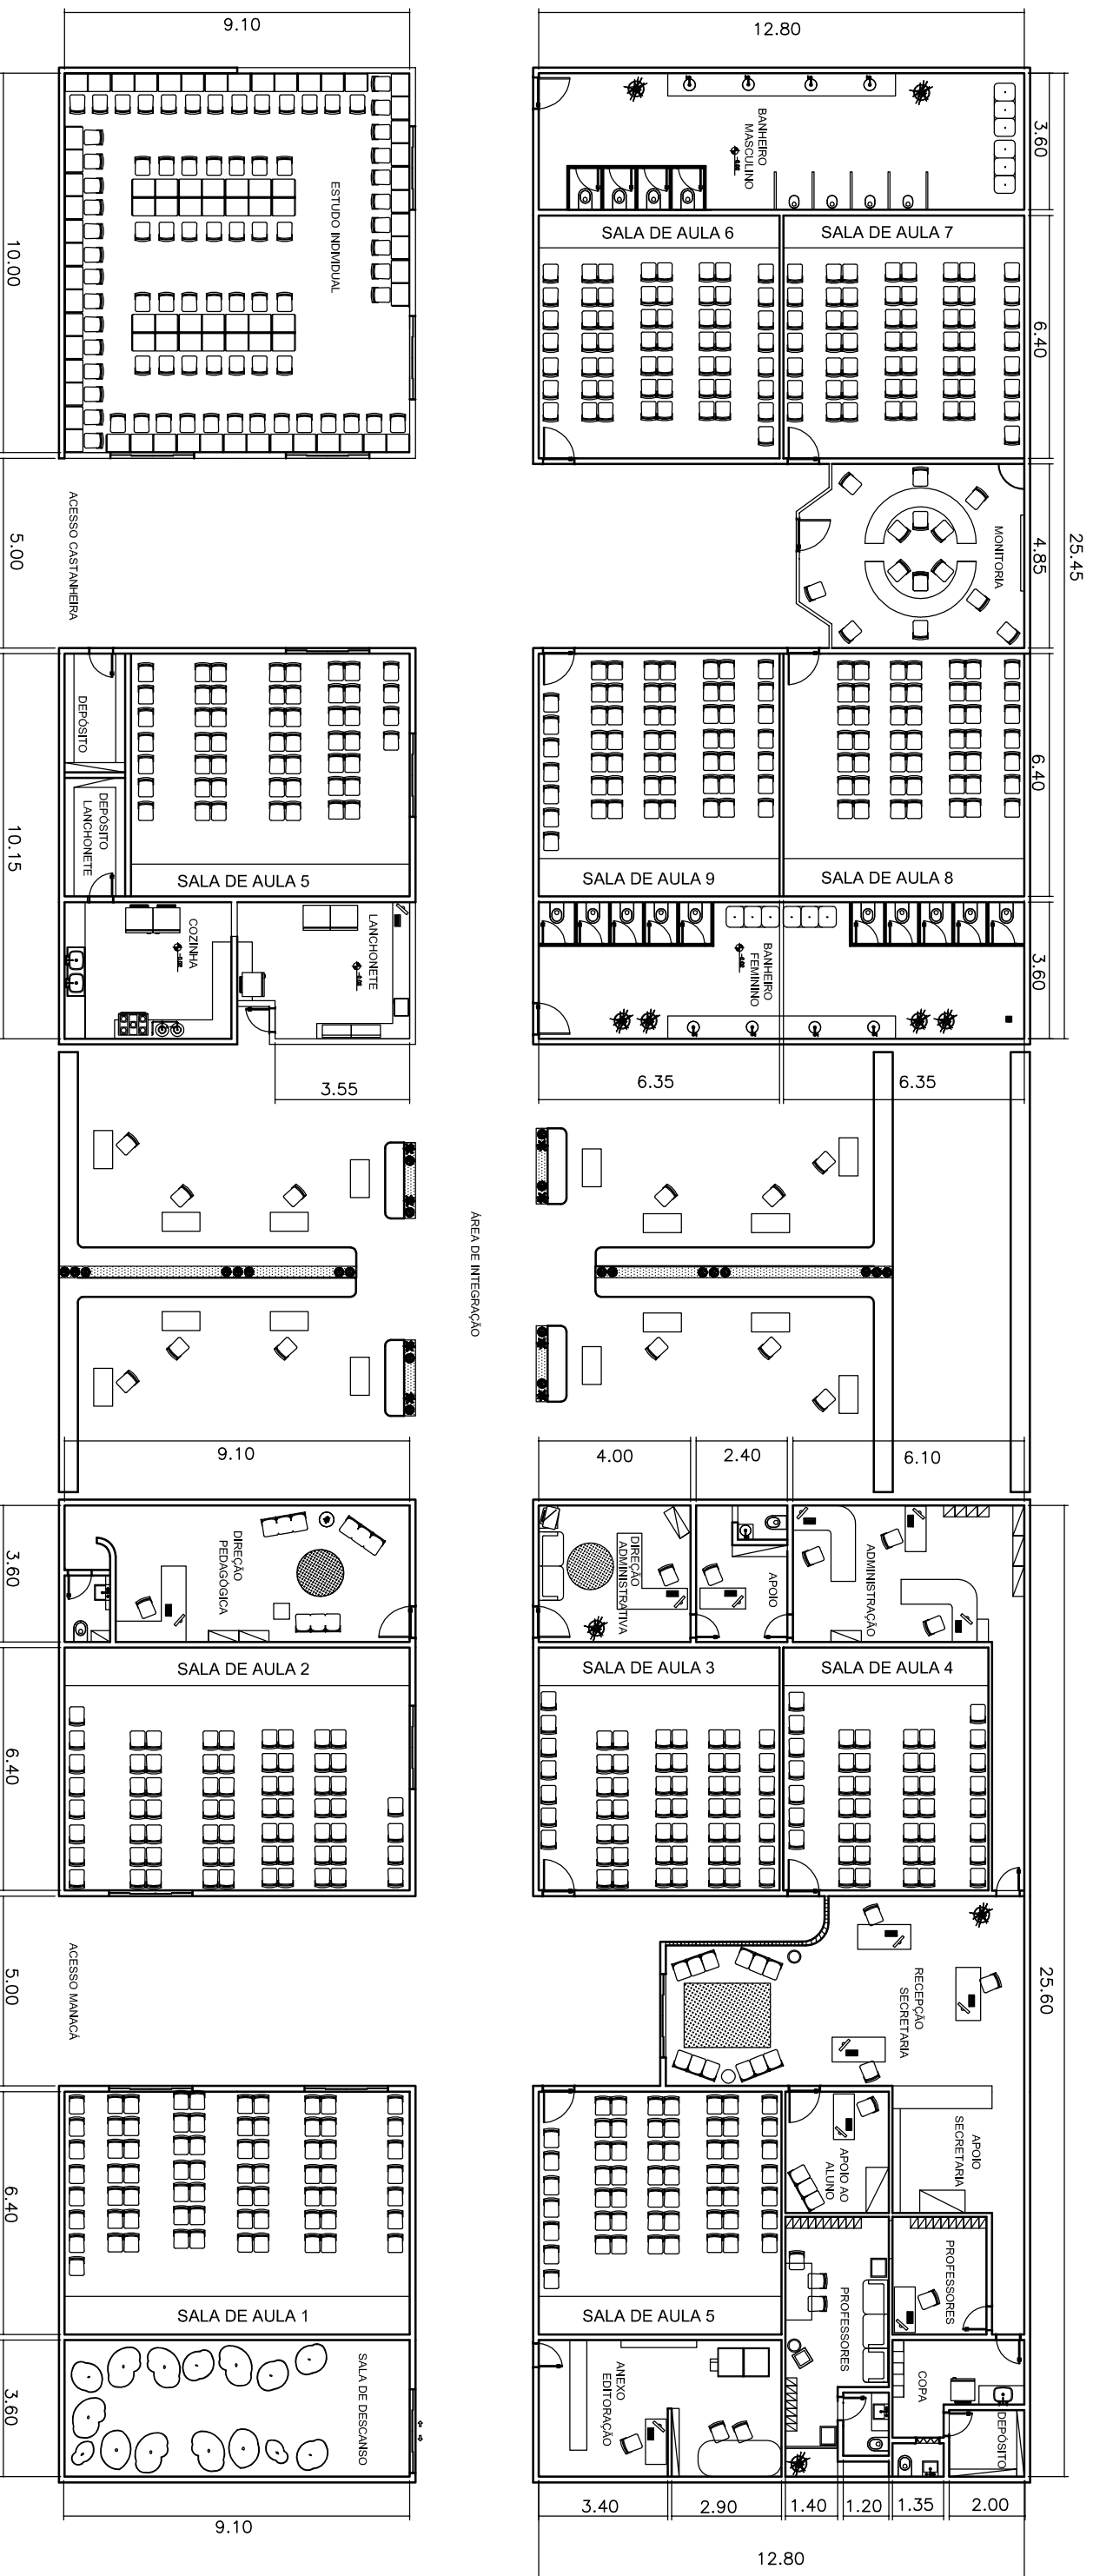 9.10
12.80
3.60
BANHEIRO
MASCULINO
ESTUDO INDIVIDUAL
SALA DE AULA 6
SALA DE AULA 7
6.40
10.00
25.45
ACESSO CASTANHEIRA
5.00
MONITORIA
4.85
DEPÓSITO
DEPÓSITO
LANCHONETE
10.15
6.40
SALA DE AULA 5
SALA DE AULA 9
SALA DE AULA 8
COZINHA
LANCHONETE
BANHEIRO
FEMININO
3.60
3.55
6.35
6.35
ÁREA DE INTEGRAÇÃO
9.10
4.00
2.40
6.10
DIREÇÃO
PEDAGÓGICA
DIREÇÃO
ADMINISTRATIVA
APOIO
ADMINISTRAÇÃO
3.60
SALA DE AULA 2
SALA DE AULA 3
SALA DE AULA 4
6.40
ACESSO MANACÁ
5.00
RECEPÇÃO
SECRETARIA
25.60
APOIO AO
ALUNO
APOIO
SECRETARIA
6.40
PROFESSORES
PROFESSORES
SALA DE AULA 1
SALA DE AULA 5
SALA DE DESCANSO
ANEXO
EDITORAÇÃO
COPA
DEPÓSITO
3.60
9.10
3.40
2.90
1.40
1.20
1.35
2.00
12.80